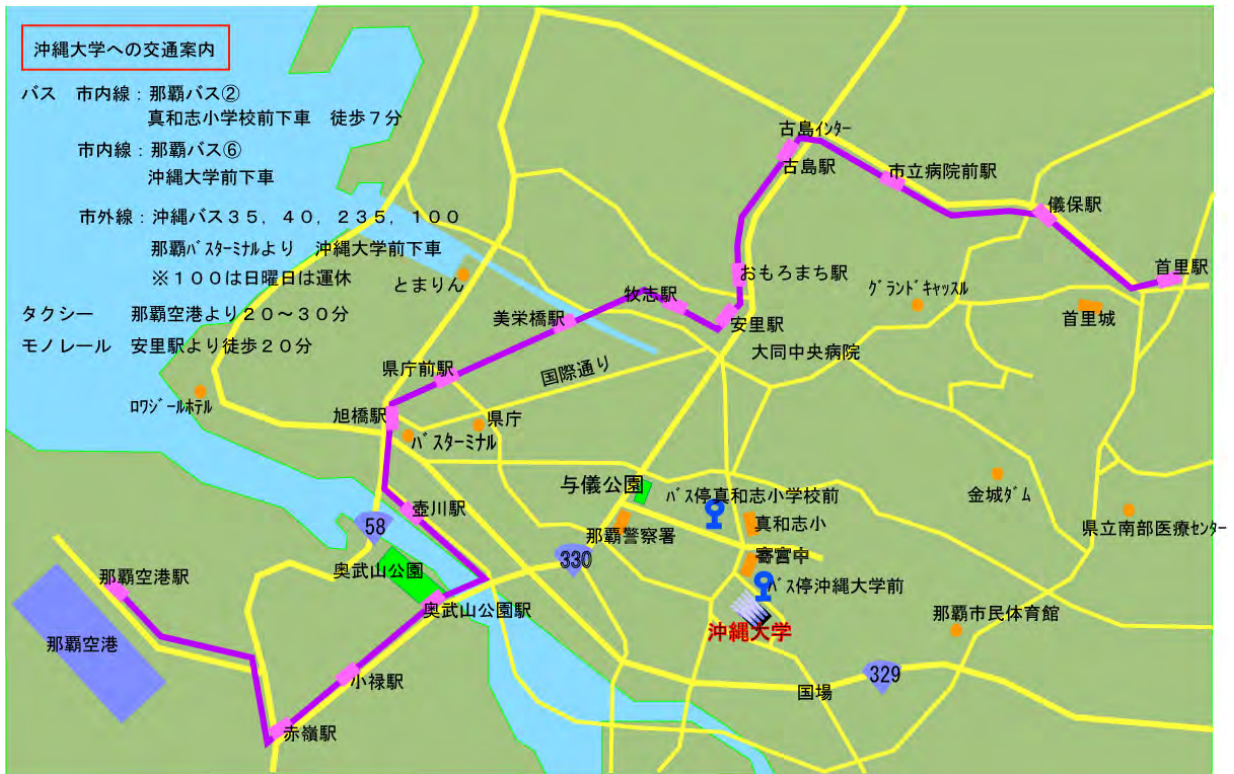 沖縄大学への交通案内
バス　市内線：那覇バス②
真和志小学校前下車　徒歩７分
市内線：那覇バス⑥
沖縄大学前下車
市外線：沖縄バス３５，４０，２３５，１００
那覇ﾊﾞｽﾀｰﾐﾅﾙより　沖縄大学前下車
※１００は日曜日は運休
タクシー　　那覇空港より２０～３０分
モノレール　安里駅より徒歩２０分
古島ｲﾝﾀｰ
古島駅
市立病院前駅
儀保駅
首里駅
おもろまち駅
ｸﾞﾗﾝﾄﾞｷｬｯｽﾙ
首里城
とまりん
牧志駅
美栄橋駅
安里駅
大同中央病院
県庁前駅
国際通り
ﾛﾜｼﾞｰﾙﾎﾃﾙ
旭橋駅
県庁
ﾊﾞｽﾀｰﾐﾅﾙ
与儀公園
ﾊﾞｽ停真和志小学校前
金城ﾀﾞﾑ
壺川駅
58
那覇警察署
真和志小
県立南部医療ｾﾝﾀｰ
330
寄宮中
奥武山公園
那覇空港駅
ﾊﾞｽ停沖縄大学前
奥武山公園駅
那覇市民体育館
沖縄大学
那覇空港
小禄駅
329
国場
赤嶺駅